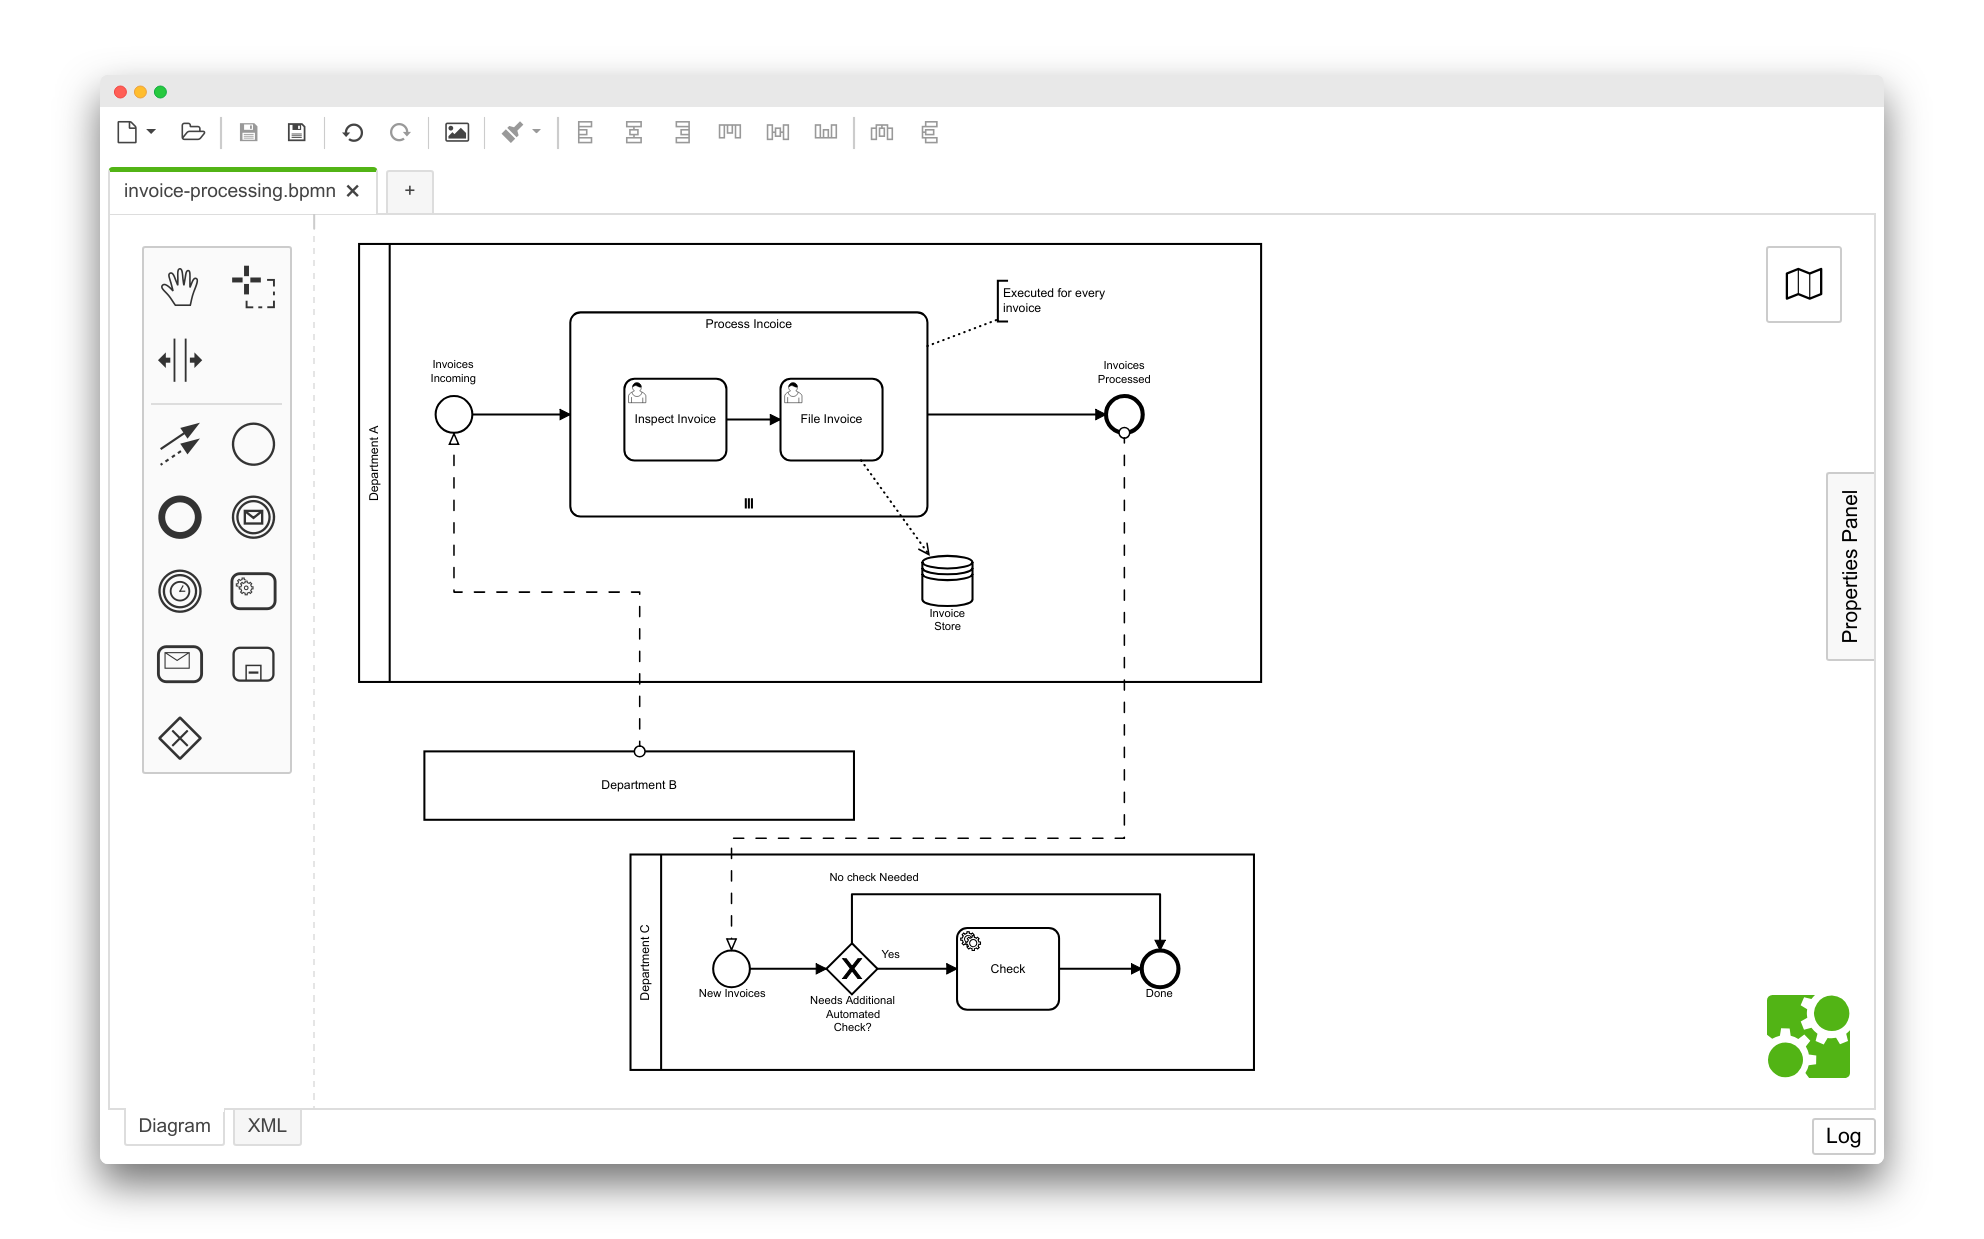 invoice-processing.bpmn
+
Executed for every
invoice
Process Incoice
Invoices
Incoming
Invoices
Processed
Inspect Invoice
File Invoice
Department A
Invoice
Store
Properties Panel
Department B
No check Needed
Department C
Yes
Check
New Invoices
Needs Additional
Automated
Check?
Done
Diagram
XML
Log